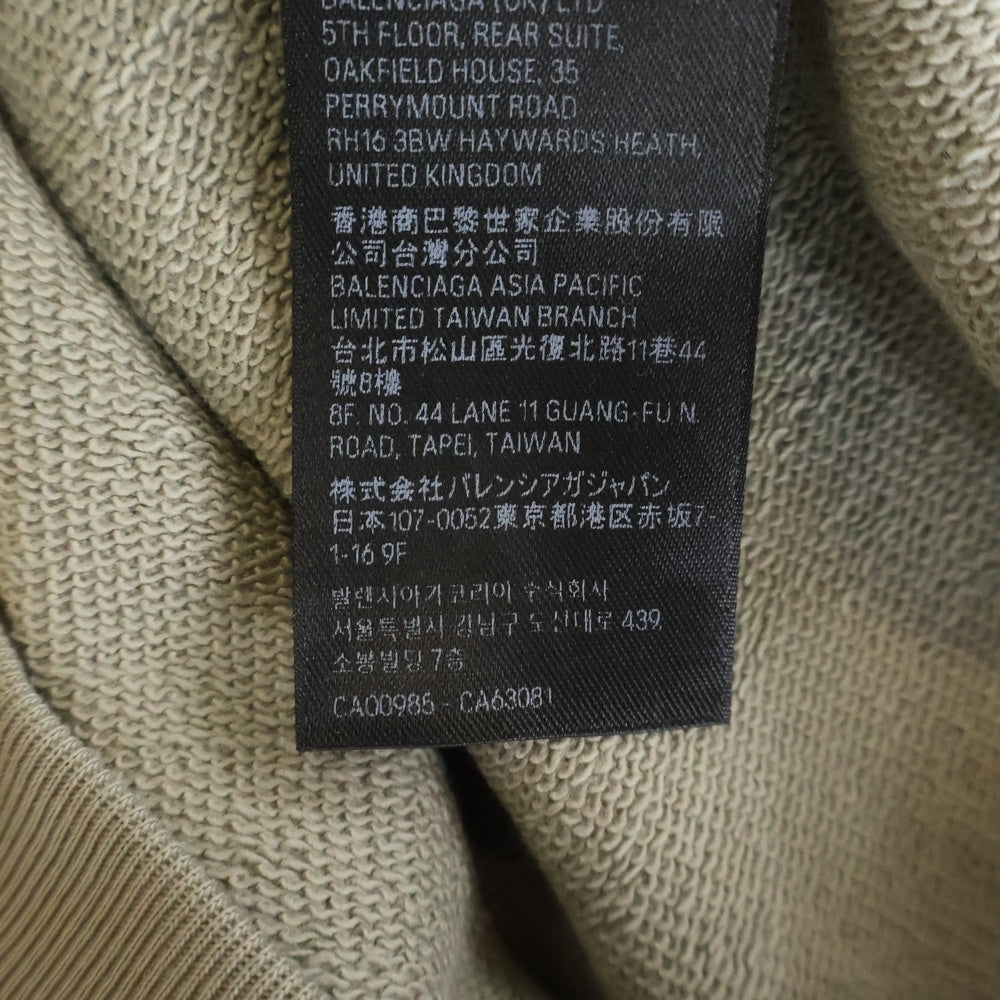 BALENCIAGA (UK) LTD
5TH FLOOR, REAR SUITE,
OAKFIELD HOUSE, 35
PERRYMOUNT ROAD
RH16 3BW HAYWARDS HEATH,
UNITED KINGDOM
香港商巴黎世家企業股份有限
公司台灣分公司
BALENCIAGA ASIA PACIFIC
LIMITED TAIWAN BRANCH
台北市松山區光復北路11巷44
號8樓
8F. NO. 44 LANE 11 GUANG-FU N.
ROAD, TAPEI, TAIWAN
株式会社バレンシアガジャパン
日本107-0052東京都港区赤坂7-
1-16 9F
발렌시아가코리아 주식회사
서울특별시 강남구 도산대로 439,
소봉빌딩 7층
CA00985 - CA63081